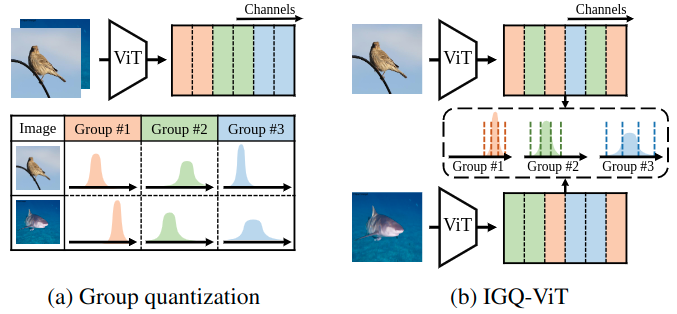 Channels
ViT
Image
Group #1
Group #2
Group #3
(a) Group quantization
Channels
ViT
Group #1
Group #2
Group #3
ViT
(b) IGQ-ViT